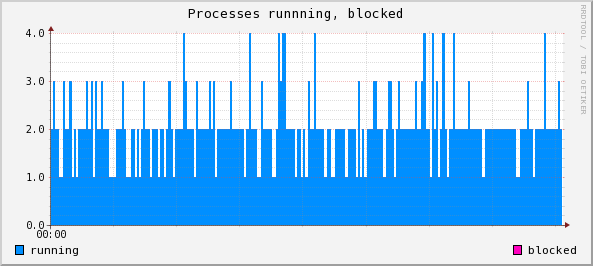 Processes runnning, blocked
4.0
3.0
2.0
1.0
0.0
00:00
running
blocked
RRDTOOL / TOBI OETIKER